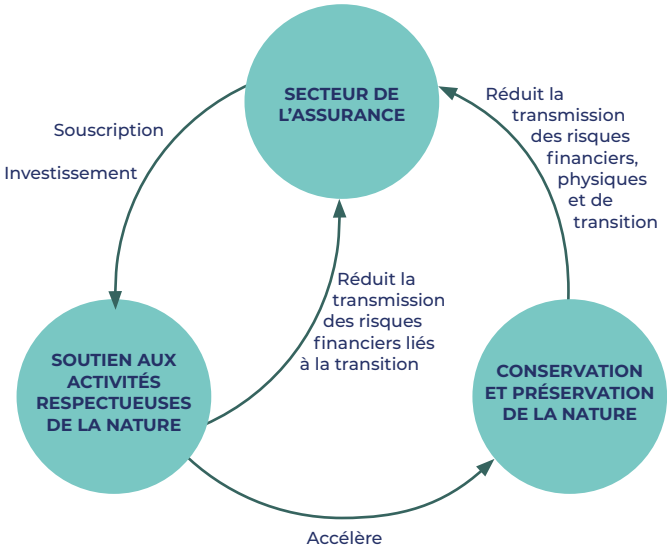 SECTEUR DE
L'ASSURANCE
Souscription
Investissement
Réduit la
transmission
des risques
financiers,
physiques
et de
transition
Réduit la
transmission
des risques
financiers liés
à la transition
SOUTIEN AUX
ACTIVITÉS
RESPECTUEUSES
DE LA NATURE
CONSERVATION
ET PRÉSERVATION
DE LA NATURE
Accélère